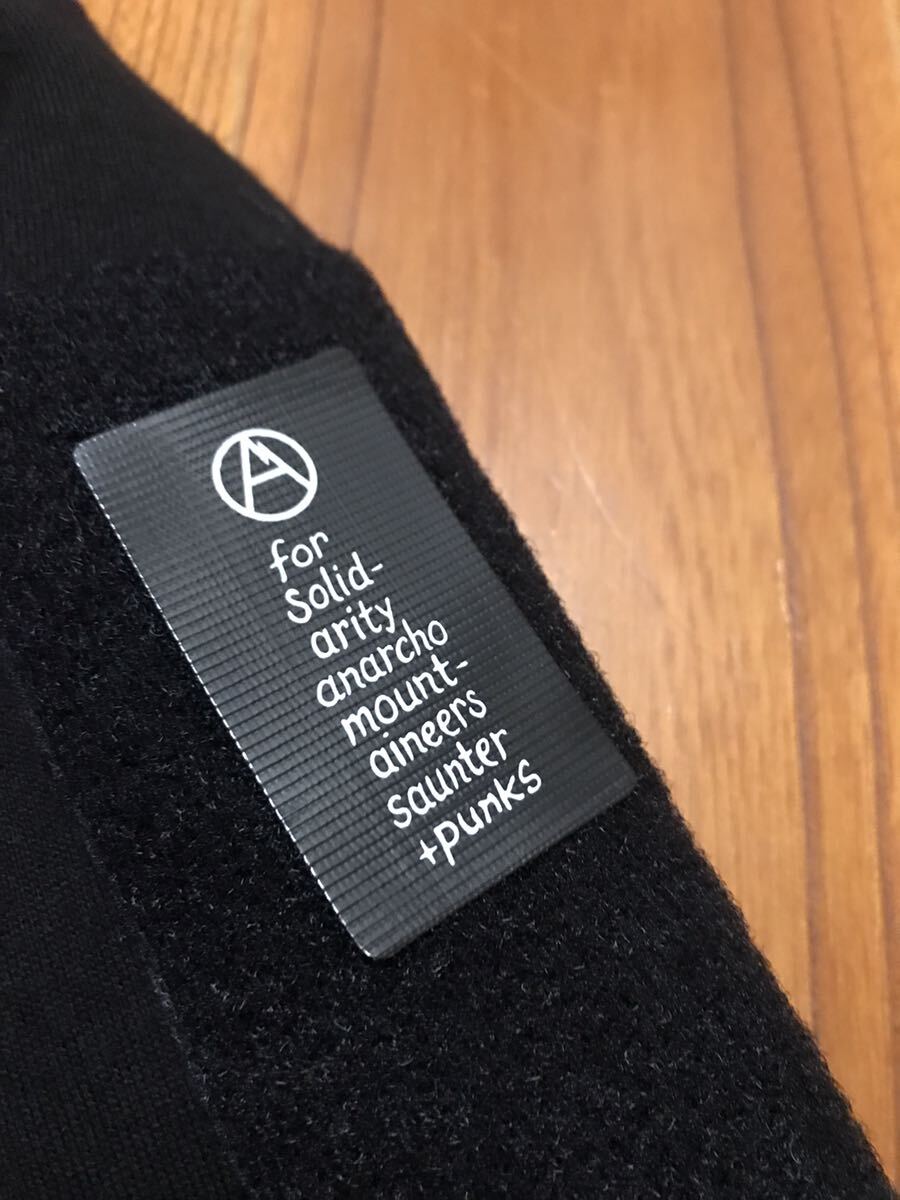 for
solid-
arity
anarcho
mount-
aineers
saunter
+punks